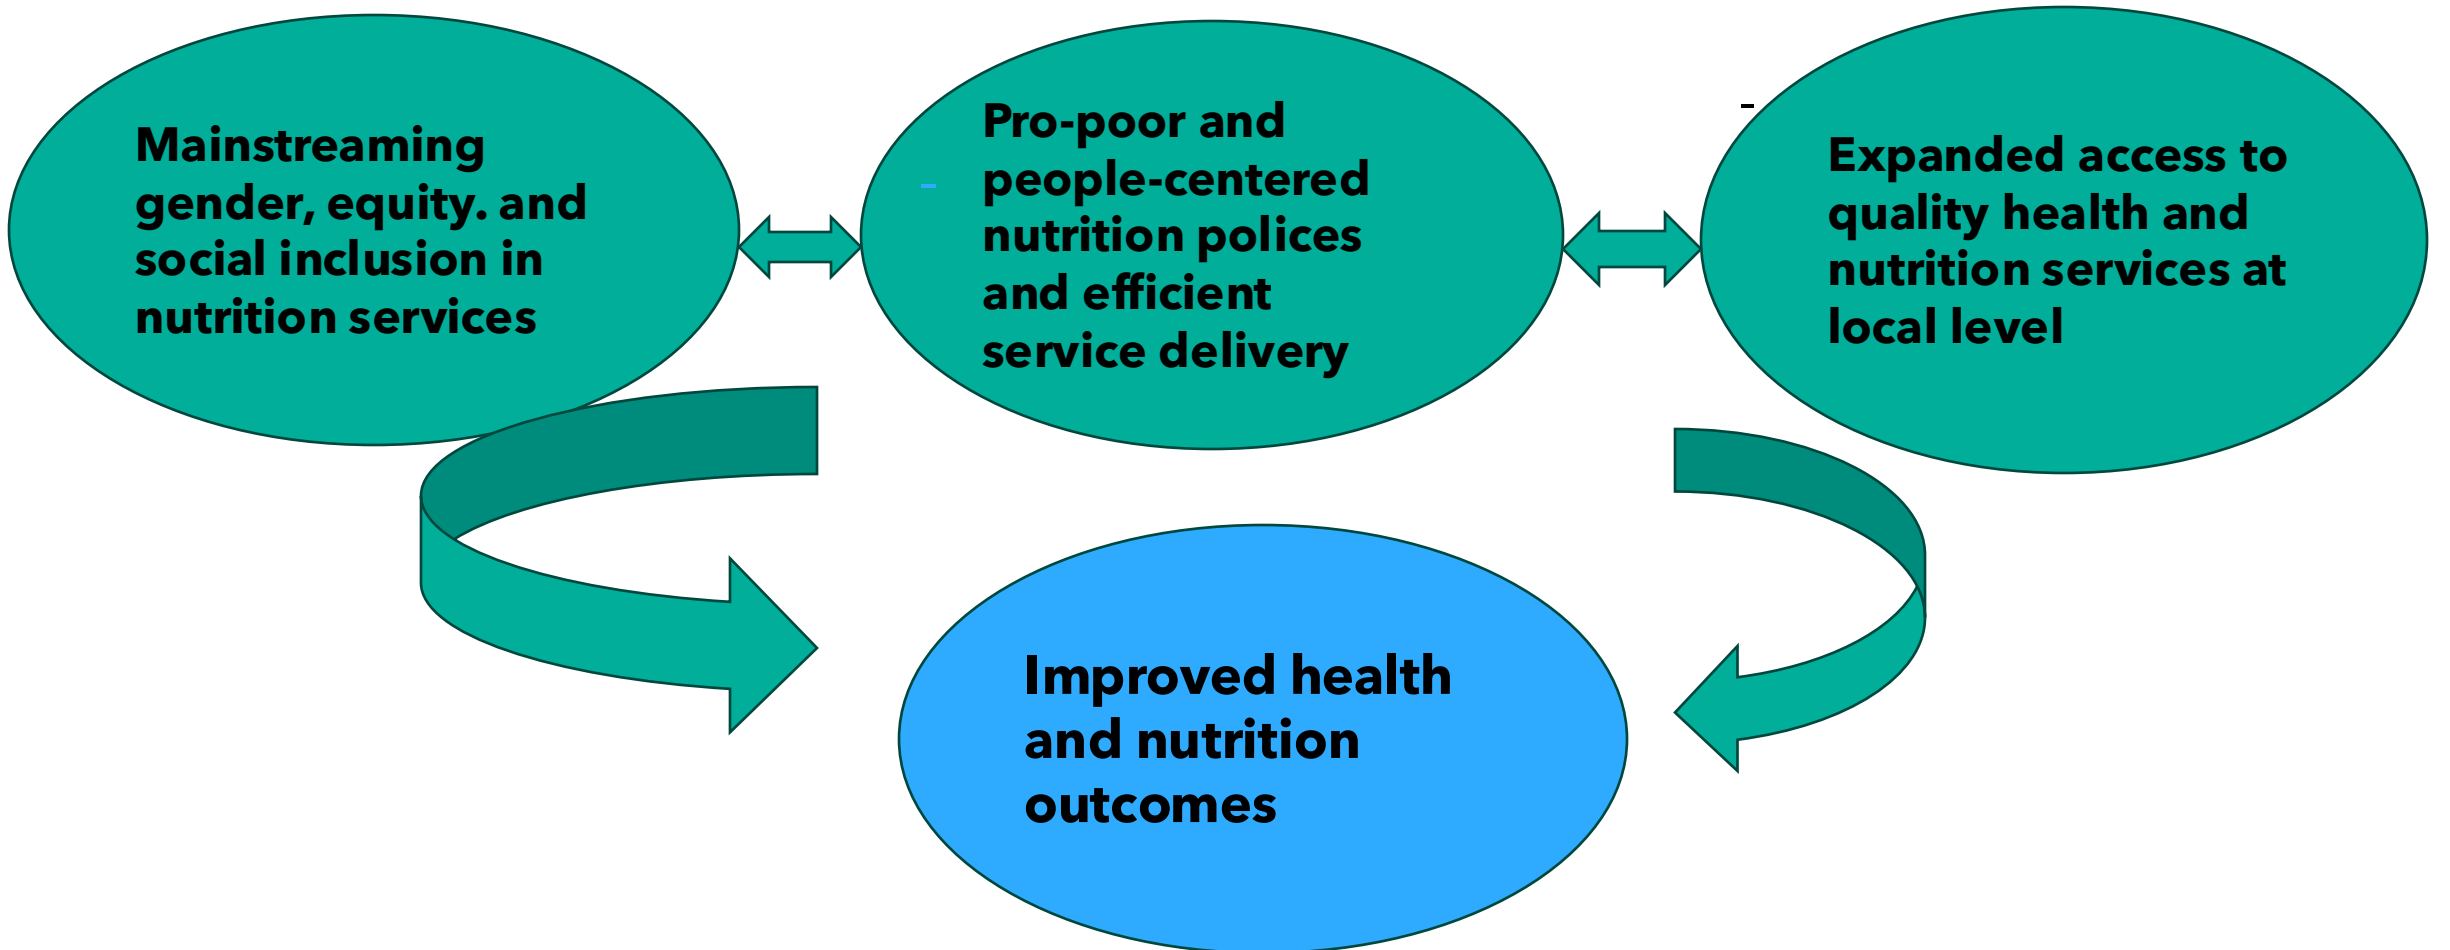 Mainstreaming
gender, equity. and
social inclusion in
nutrition services
Pro-poor and
people-centered
nutrition polices
and efficient
service delivery
Expanded access to
quality health and
nutrition services at
local level
Improved health
and nutrition
outcomes